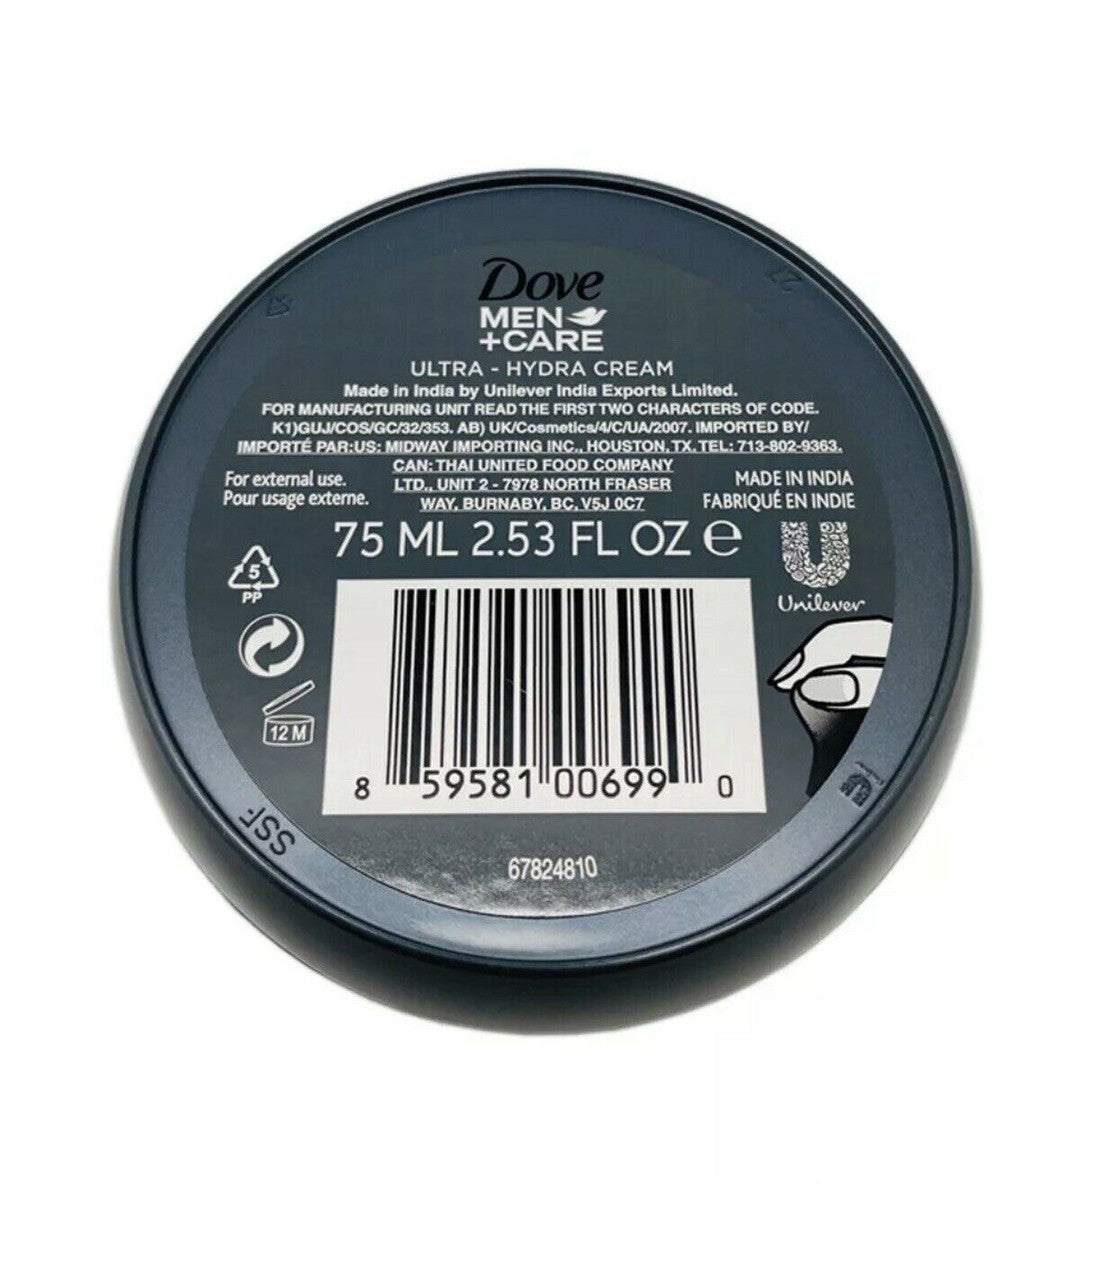 Dove
MEN
+CARE
ULTRA - HYDRA CREAM
Made in India by Unilever India Exports Limited.
FOR MANUFACTURING UNIT READ THE FIRST TWO CHARACTERS OF CODE.
K1)GUJ/COS/GC/32/353. AB) UK/Cosmetics/4/C/UA/2007. IMPORTED BY/
IMPORTÉ PAR:US: MIDWAY IMPORTING INC., HOUSTON, TX. TEL: 713-802-9363.
CAN: THAI UNITED FOOD COMPANY
LTD., UNIT 2 - 7978 NORTH FRASER
WAY, BURNABY, BC, V5J 0C7
For external use.
Pour usage externe.
MADE IN INDIA
FABRIQUÉ EN INDIE
75 ML 2.53 FL OZ e
5
PP
Unilever
12 M
8 59581 00699 0
SSF
67824810
27